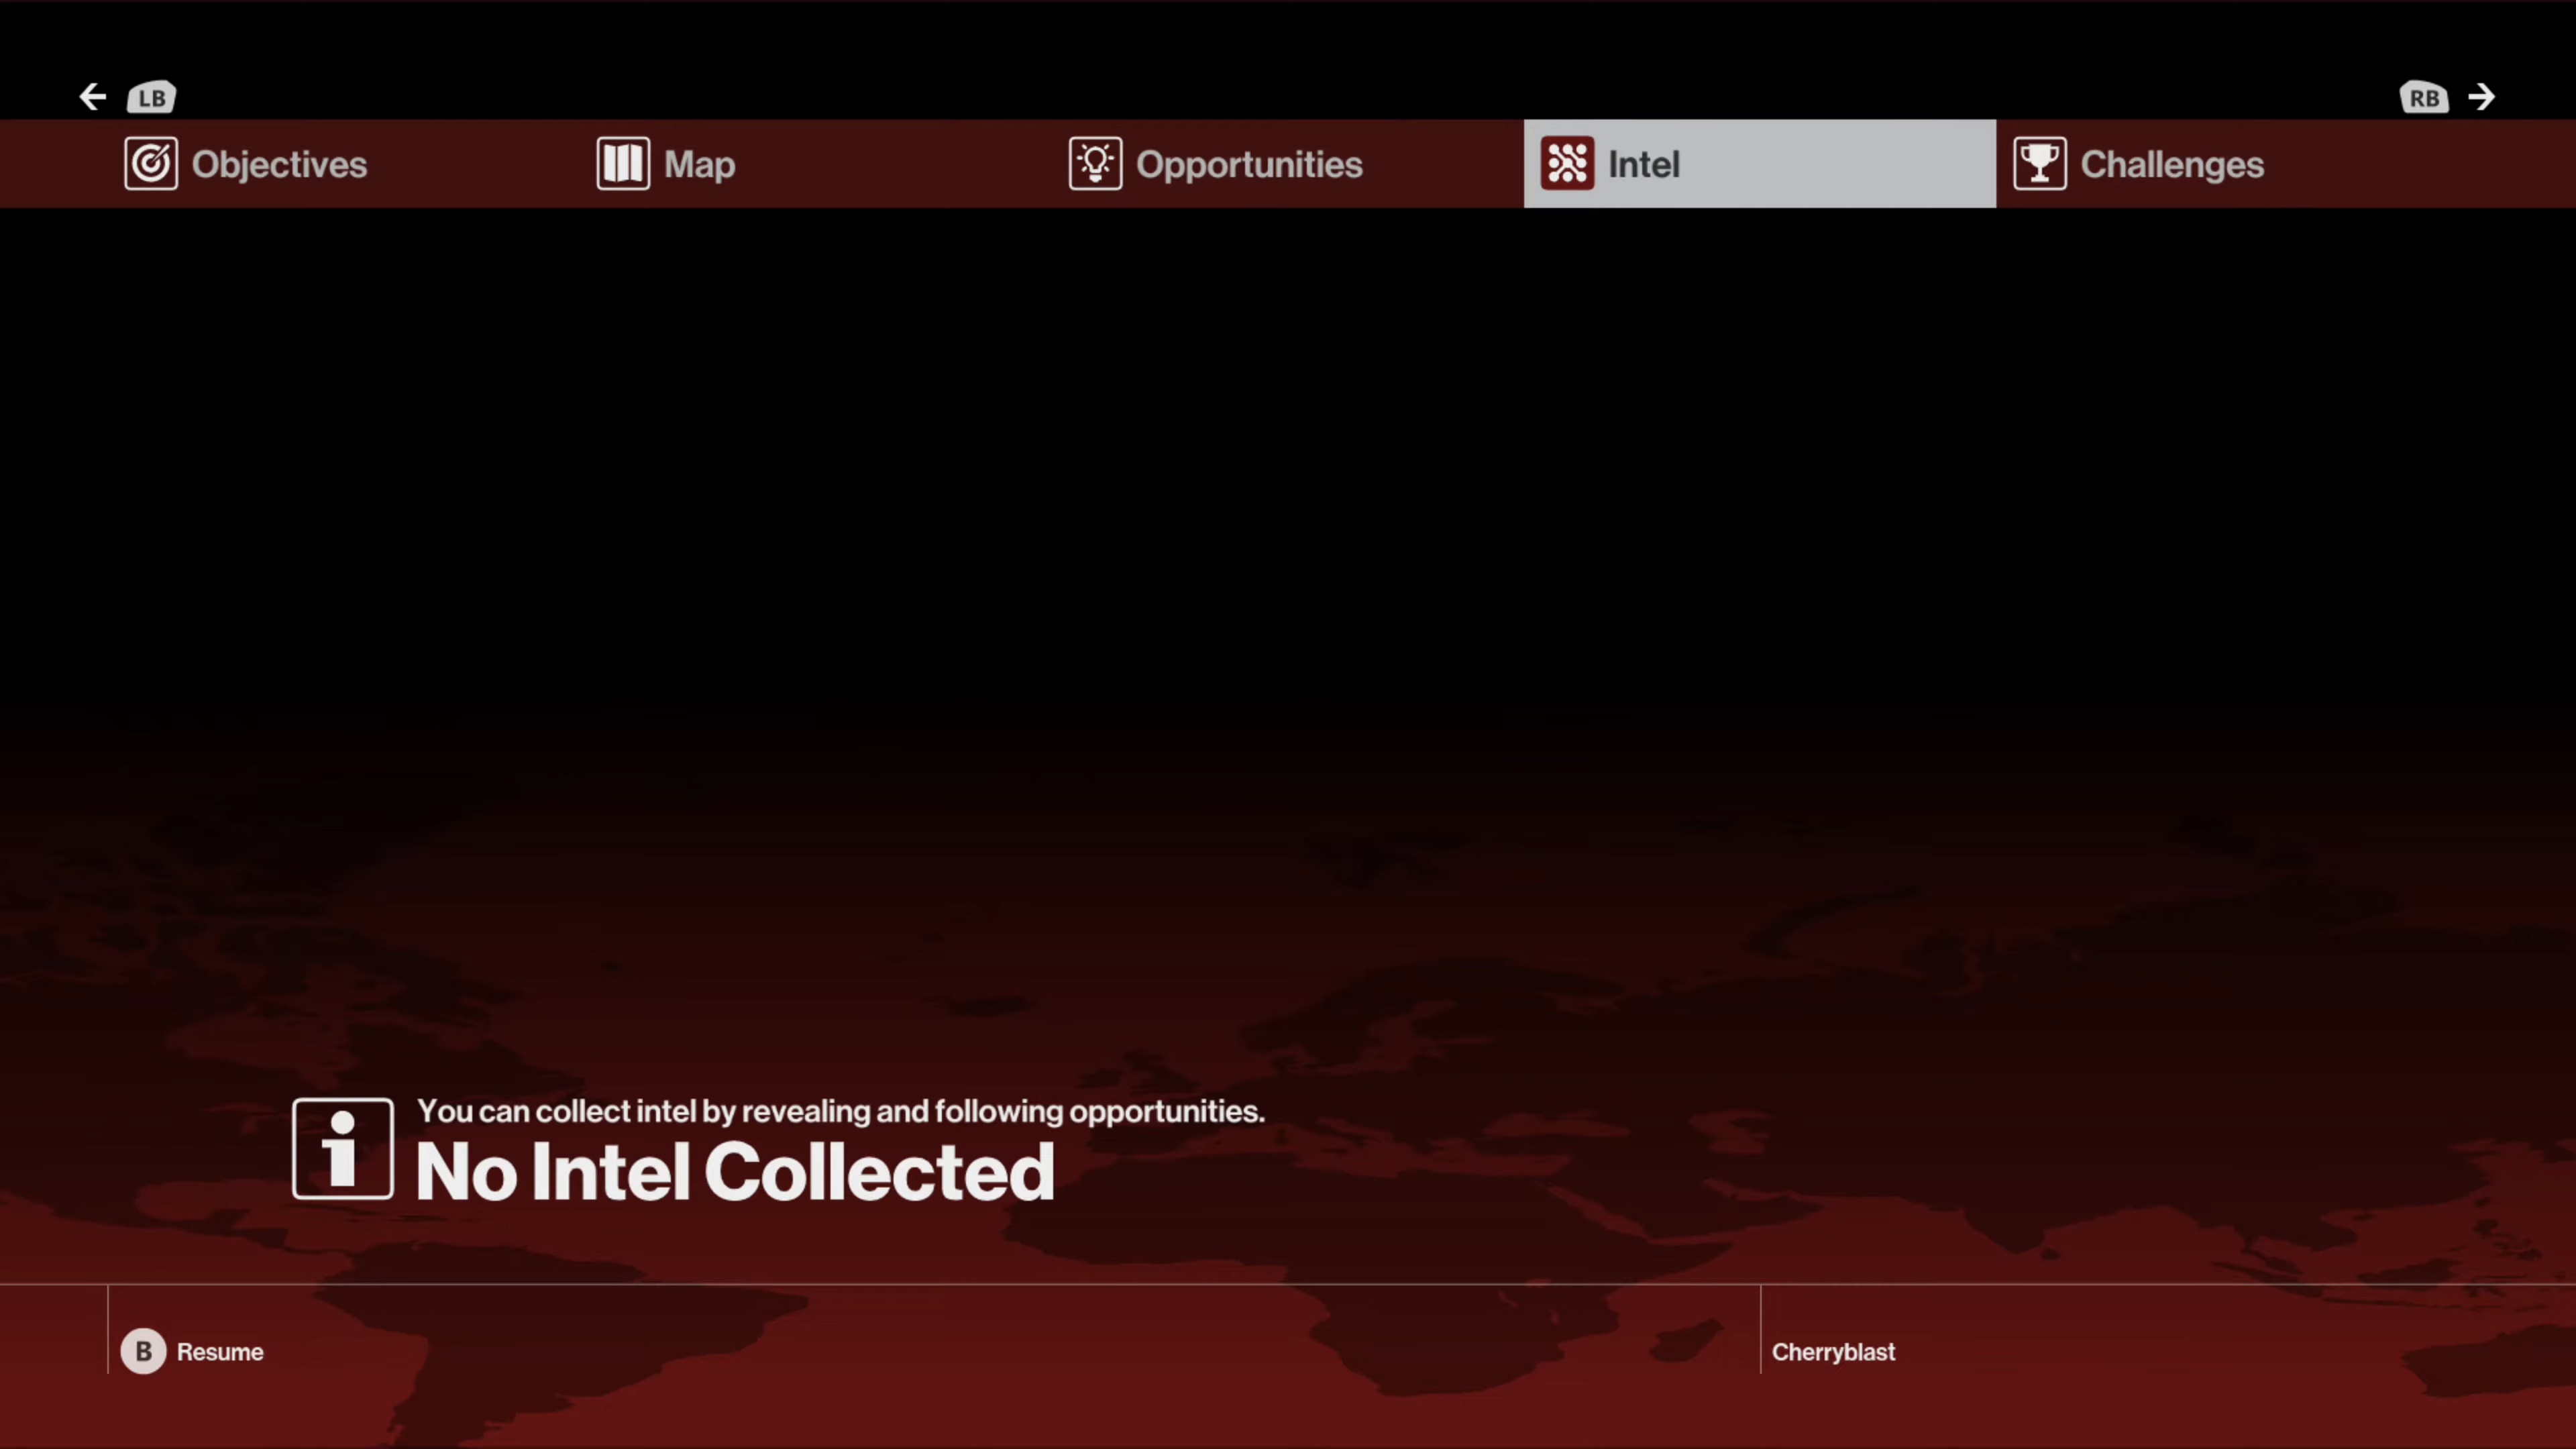 LB
RB
Objectives
Map
Opportunities
Intel
Challenges
You can collect intel by revealing and following opportunities.
No Intel Collected
B Resume
Cherryblast